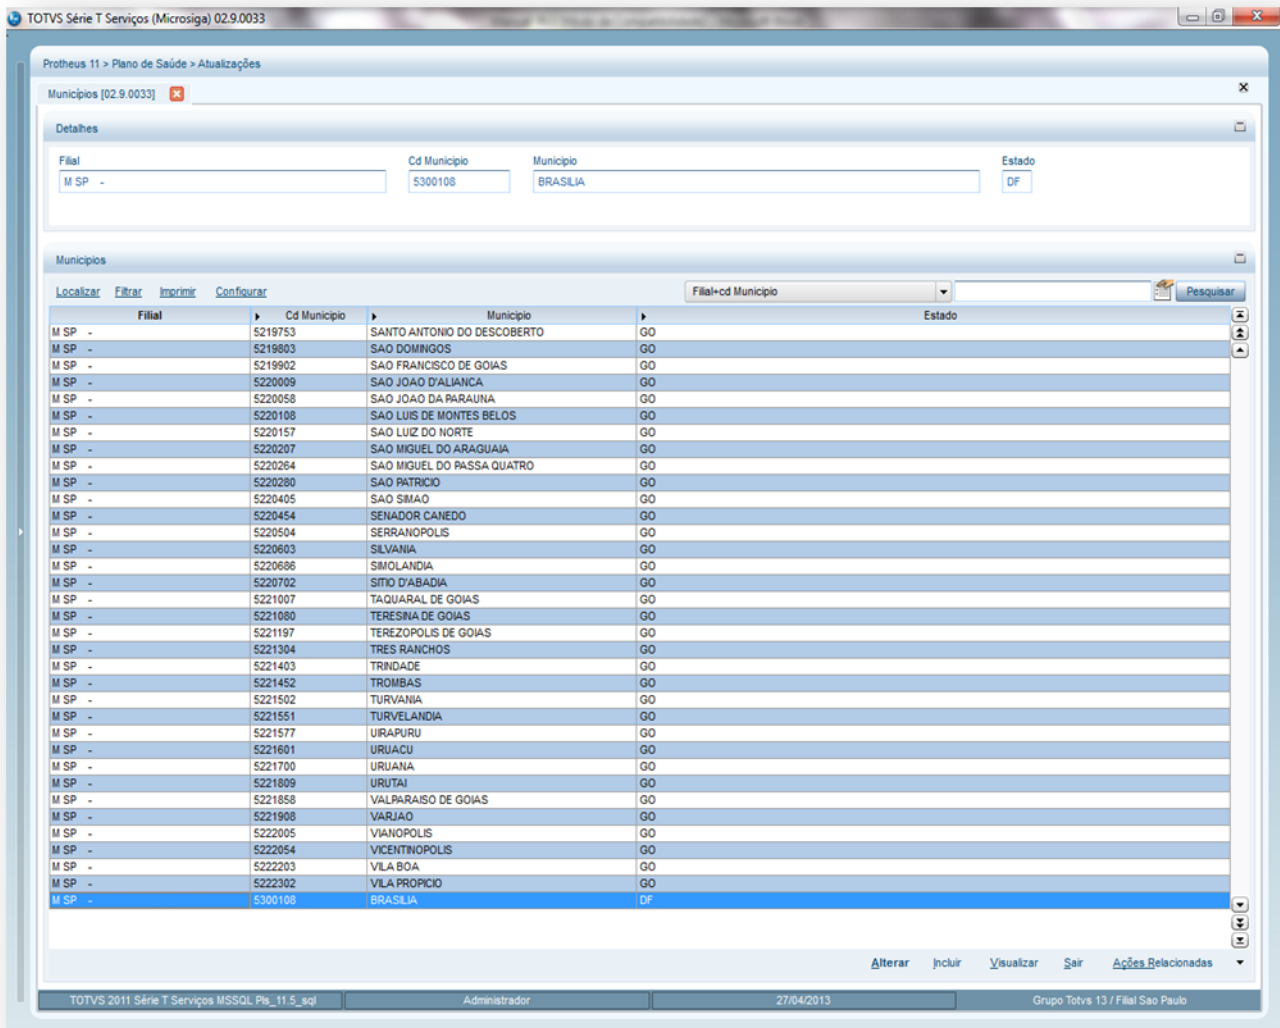 TOTVS Série T Serviços (Microsiga) 02.9.0033
Protheus 11 > Plano de Saúde > Atualizações
Municípios [02.9.0033]
Detalhes
Filial Cd Municipio Municipio Estado
M SP - 5300108 BRASILIA DF
Municipios
Localizar Filtrar Imprimir Configurar Filial+cd Municipio Pesquisar
Filial Cd Municipio Municipio Estado
M SP - 5219753 SANTO ANTONIO DO DESCOBERTO GO
M SP - 5219803 SAO DOMINGOS GO
M SP - 5219902 SAO FRANCISCO DE GOIAS GO
M SP - 5220009 SAO JOAO D'ALIANCA GO
M SP - 5220058 SAO JOAO DA PARAUNA GO
M SP - 5220108 SAO LUIS DE MONTES BELOS GO
M SP - 5220157 SAO LUIZ DO NORTE GO
M SP - 5220207 SAO MIGUEL DO ARAGUAIA GO
M SP - 5220264 SAO MIGUEL DO PASSA QUATRO GO
M SP - 5220280 SAO PATRICIO GO
M SP - 5220405 SAO SIMAO GO
M SP - 5220454 SENADOR CANEDO GO
M SP - 5220504 SERRANOPOLIS GO
M SP - 5220603 SILVANIA GO
M SP - 5220686 SIMOLANDIA GO
M SP - 5220702 SITIO D'ABADIA GO
M SP - 5221007 TAQUARAL DE GOIAS GO
M SP - 5221080 TERESINA DE GOIAS GO
M SP - 5221197 TEREZOPOLIS DE GOIAS GO
M SP - 5221304 TRES RANCHOS GO
M SP - 5221403 TRINDADE GO
M SP - 5221452 TROMBAS GO
M SP - 5221502 TURVANIA GO
M SP - 5221551 TURVELANDIA GO
M SP - 5221577 UIRAPURU GO
M SP - 5221601 URUACU GO
M SP - 5221700 URUANA GO
M SP - 5221809 URUTAI GO
M SP - 5221858 VALPARAISO DE GOIAS GO
M SP - 5221908 VARJAO GO
M SP - 5222005 VIANOPOLIS GO
M SP - 5222054 VICENTINOPOLIS GO
M SP - 5222203 VILA BOA GO
M SP - 5222302 VILA PROPICIO GO
M SP - 5300108 BRASILIA DF
Alterar Incluir Visualizar Sair Ações Relacionadas
TOTVS 2011 Série T Serviços MSSQL Pls_11.5_sql Administrador 27/04/2013 Grupo Totvs 13 / Filial Sao Paulo